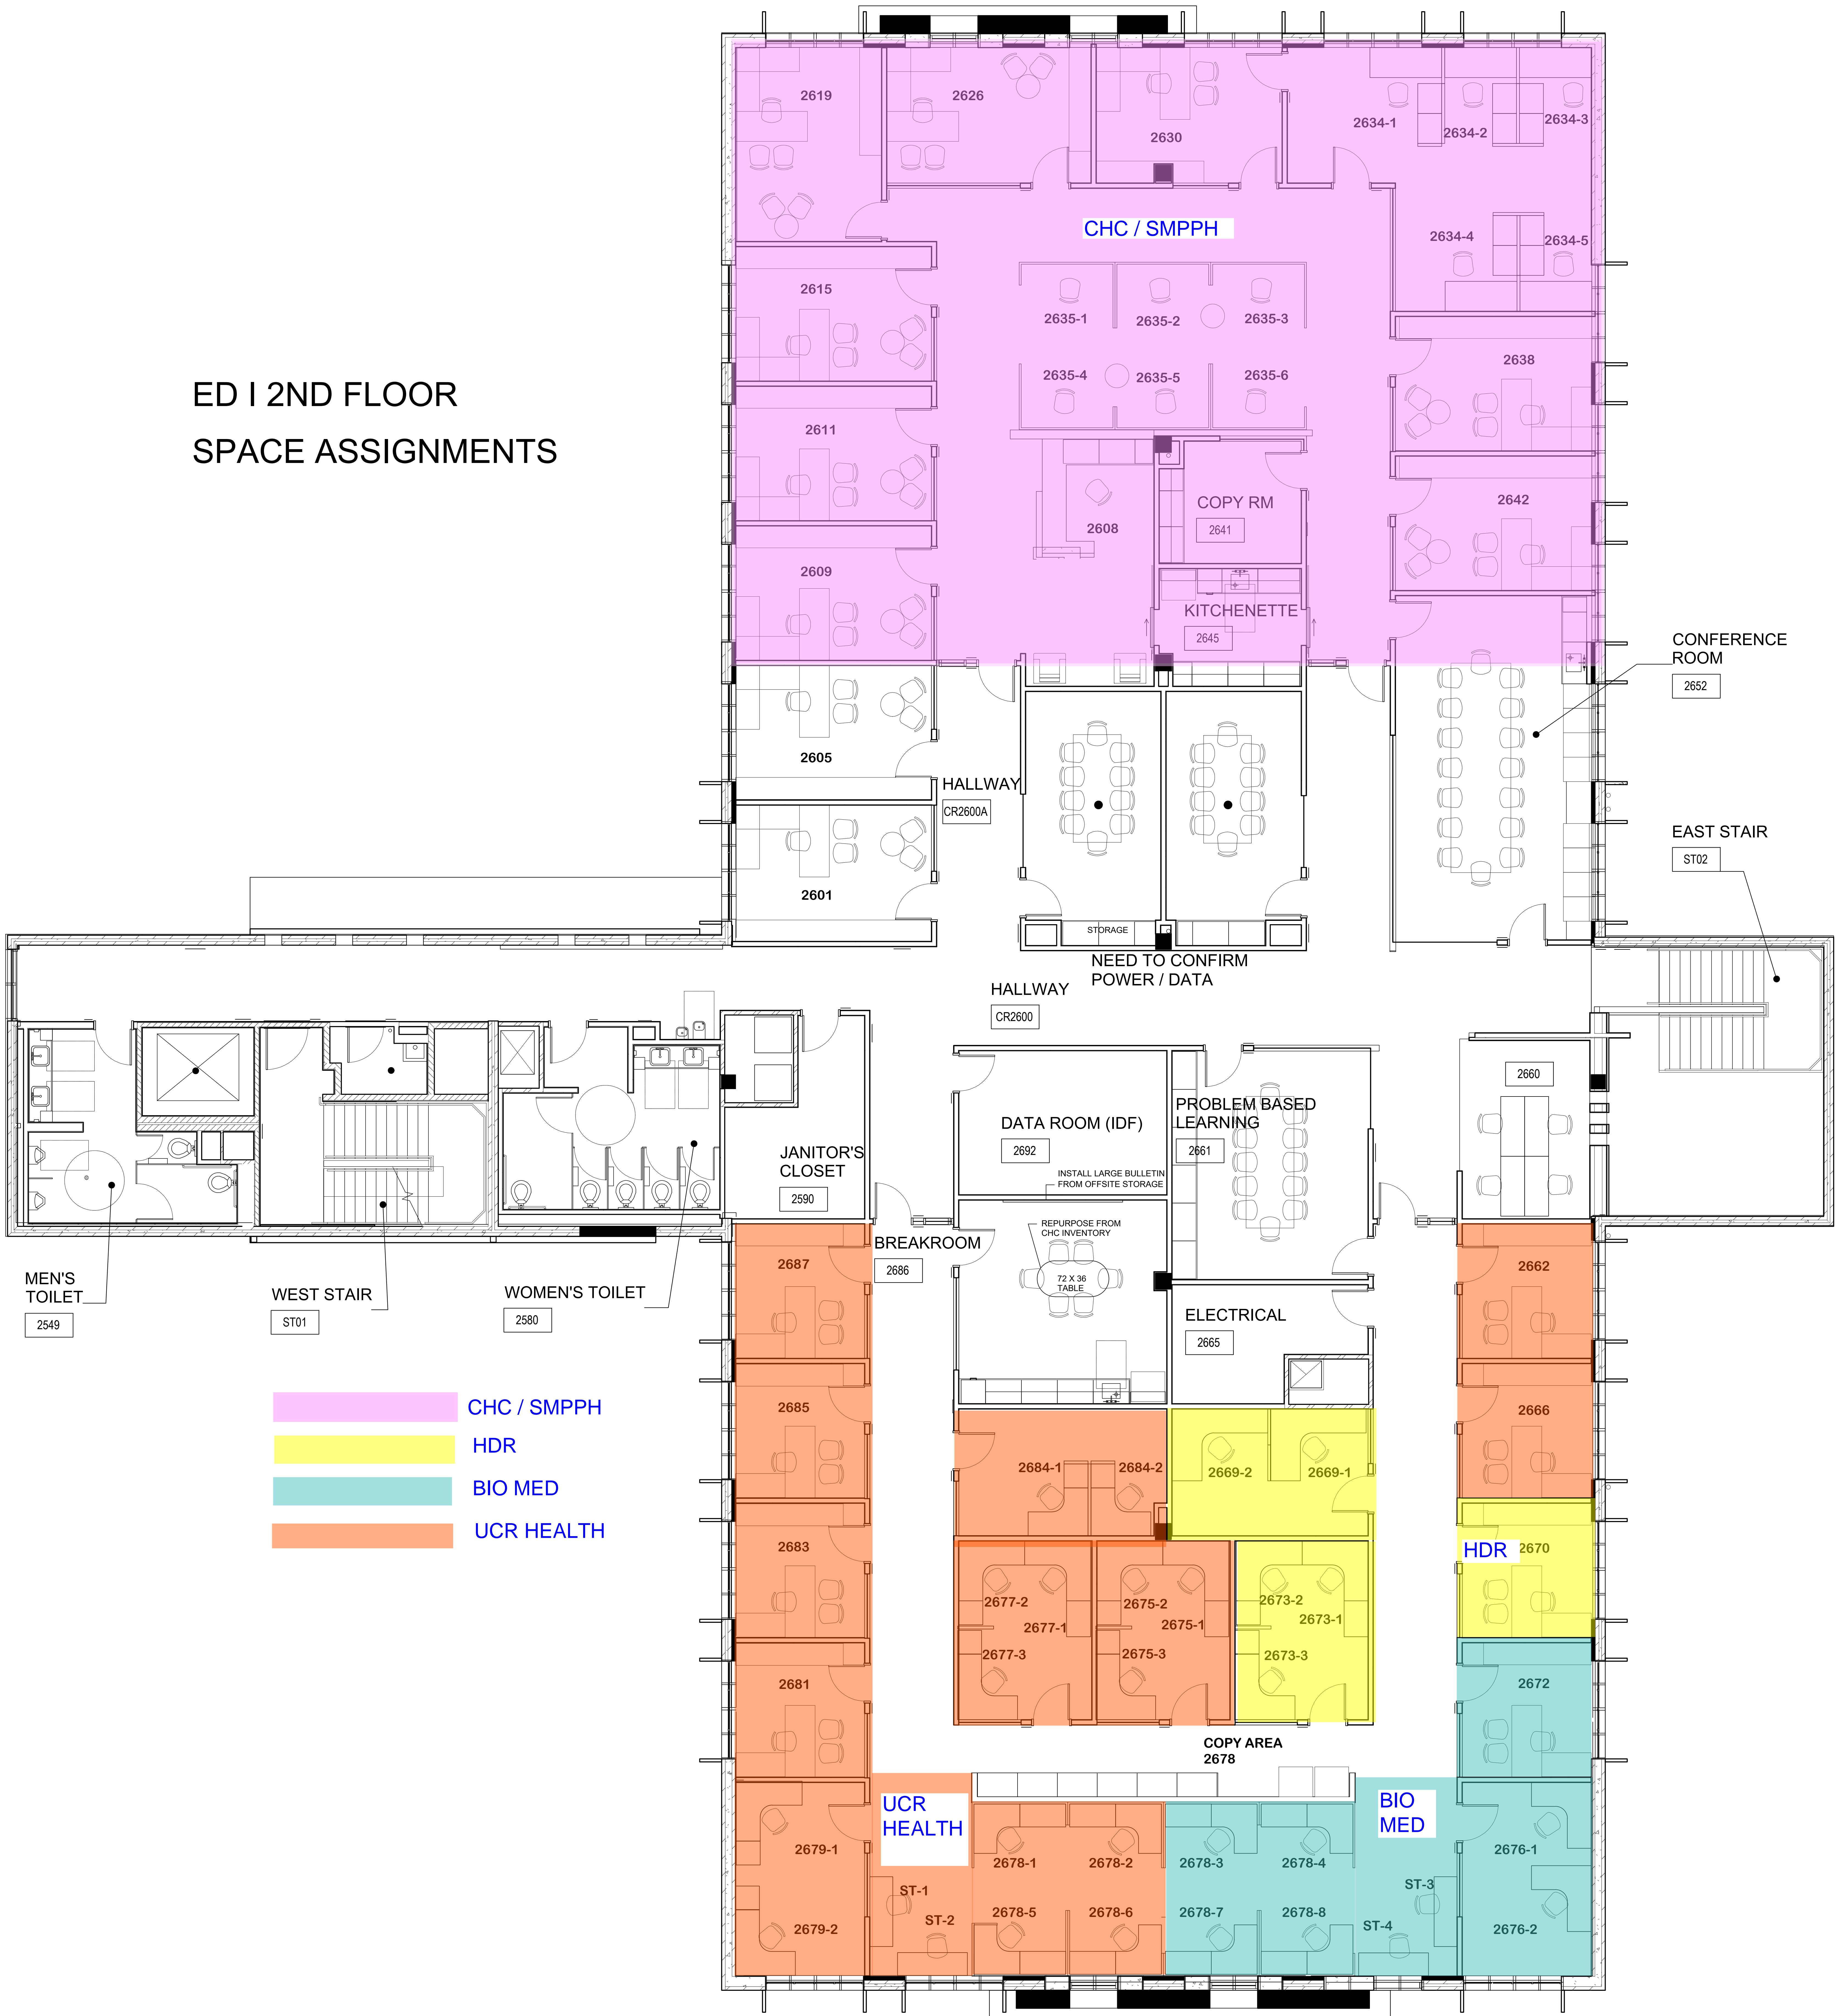 ED I 2ND FLOOR
SPACE ASSIGNMENTS
2619
2626
2630
2634-1
2634-2
2634-3
CHC / SMPPH
2634-4
2634-5
2615
2635-1
2635-2
2635-3
2638
2635-4
2635-5
2635-6
2611
2642
COPY RM
2641
2608
2609
KITCHENETTE
2645
CONFERENCE
ROOM
2652
2605
HALLWAY
CR2600A
EAST STAIR
ST02
2601
STORAGE
NEED TO CONFIRM
POWER / DATA
HALLWAY
CR2600
2660
PROBLEM BASED
LEARNING
2661
DATA ROOM (IDF)
2692
JANITOR'S
CLOSET
2590
INSTALL LARGE BULLETIN
FROM OFFSITE STORAGE
REPURPOSE FROM
CHC INVENTORY
72 X 36
TABLE
BREAKROOM
2686
MEN'S
TOILET
2549
WEST STAIR
ST01
WOMEN'S TOILET
2580
2687
2662
ELECTRICAL
2665
CHC / SMPPH
HDR
BIO MED
UCR HEALTH
2685
2666
2684-1
2684-2
2669-2
2669-1
2683
HDR
2670
2677-2
2677-1
2677-3
2675-2
2675-1
2675-3
2673-2
2673-1
2673-3
2681
2672
COPY AREA
2678
UCR
HEALTH
BIO
MED
2679-1
2678-1
2678-2
2678-3
2678-4
2676-1
ST-1
ST-3
2679-2
ST-2
2678-5
2678-6
2678-7
2678-8
ST-4
2676-2